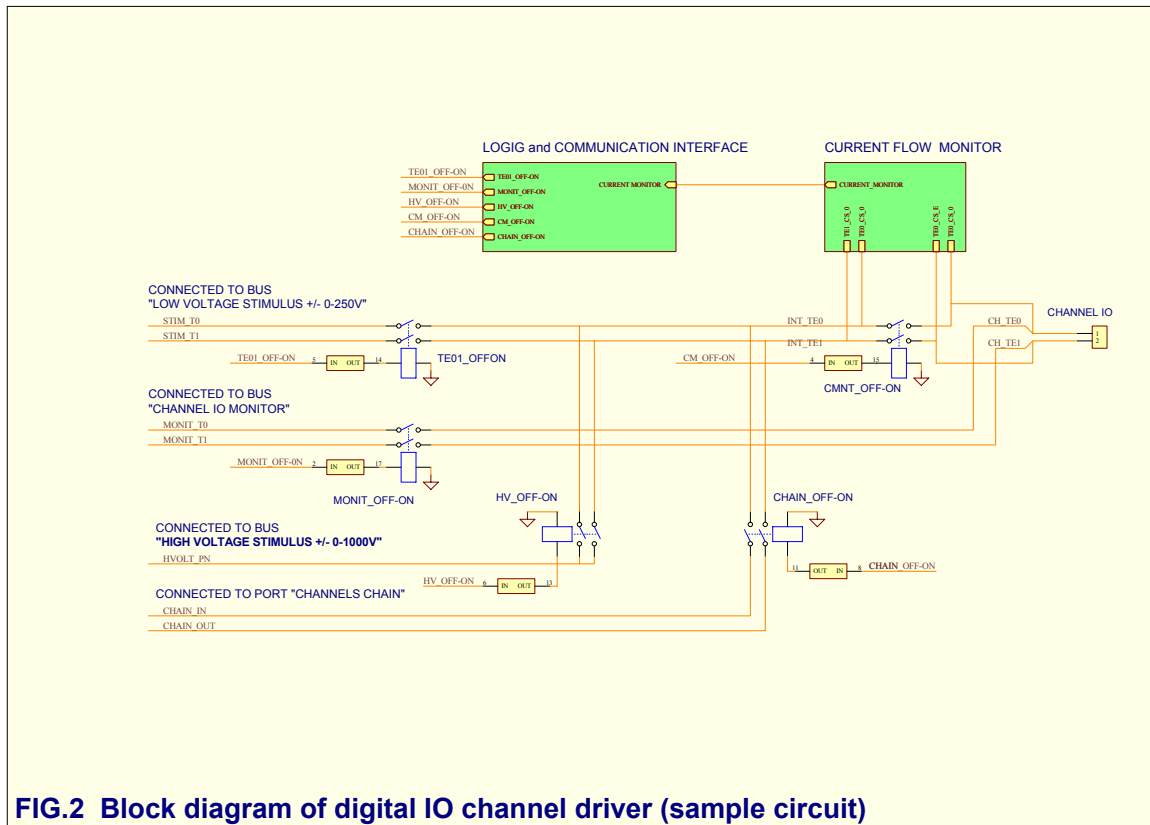 LOGIG and COMMUNICATION INTERFACE
CURRENT FLOW MONITOR
TE01_OFF-ON
TE01_OFF-ON
MONIT_OFF-0N
MONIT_OFF-ON
HV_OFF-ON
HV_OFF-ON
CM_OFF-ON
CM_OFF-ON
CHAIN_OFF-ON
CHAIN_OFF-ON
CURRENT MONITOR
CURRENT_MONITOR
TE1_CS_0
TE0_CS_0
TE0_CS_E
TE0_CS_0
CONNECTED TO BUS
"LOW VOLTAGE STIMULUS +/- 0-250V"
STIM_T0
STIM_T1
INT_TE0
INT_TE1
CH_TE0
CH_TE1
CHANNEL IO
1
2
TE01_OFF-ON
5
IN OUT
14
TE01_OFFON
CM_OFF-ON
4
IN OUT
15
CMNT_OFF-ON
CONNECTED TO BUS
"CHANNEL IO MONITOR"
MONIT_T0
MONIT_T1
MONIT_OFF-0N
2
IN OUT
17
MONIT_OFF-ON
HV_OFF-ON
CHAIN_OFF-ON
CONNECTED TO BUS
"HIGH VOLTAGE STIMULUS +/- 0-1000V"
HVOLT_PN
HV_OFF-ON
6
IN OUT
13
11
OUT IN
8
CHAIN_OFF-ON
CONNECTED TO PORT "CHANNELS CHAIN"
CHAIN_IN
CHAIN_OUT
FIG.2 Block diagram of digital IO channel driver (sample circuit)